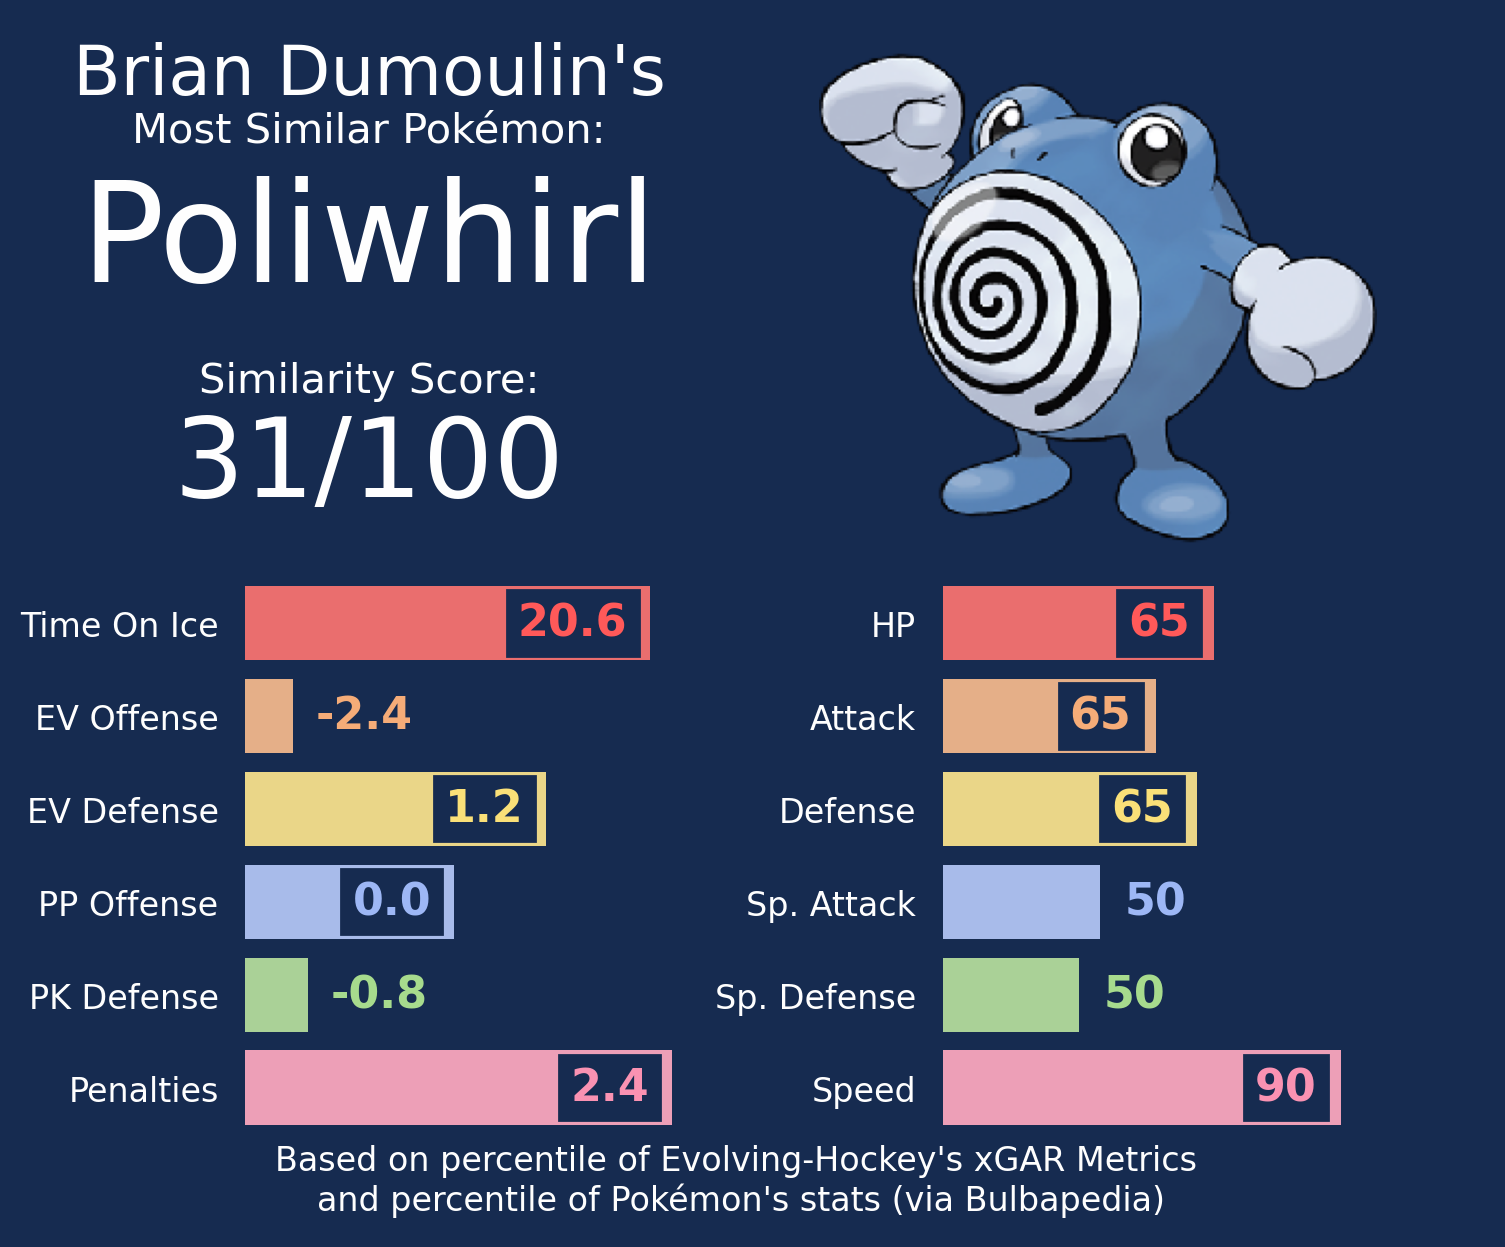 Brian Dumoulin's
Most Similar Pokémon:
Poliwhirl
Similarity Score:
31/100
Time On Ice 20.6
EV Offense -2.4
EV Defense 1.2
PP Offense 0.0
PK Defense -0.8
Penalties 2.4
HP 65
Attack 65
Defense 65
Sp. Attack 50
Sp. Defense 50
Speed 90
Based on percentile of Evolving-Hockey's xGAR Metrics
and percentile of Pokémon's stats (via Bulbapedia)